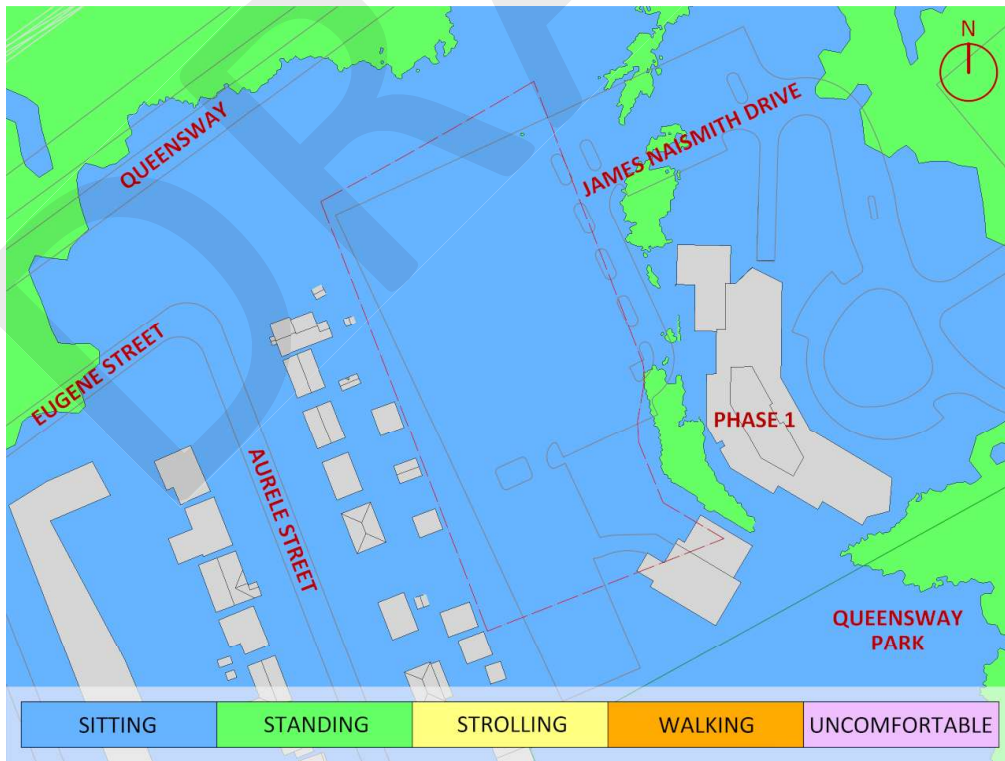 N
QUEENSWAY
JAMES NAISMITH DRIVE
EUGENE STREET
PHASE 1
AURELE STREET
QUEENSWAY
PARK
SITTING
STANDING
STROLLING
WALKING
UNCOMFORTABLE